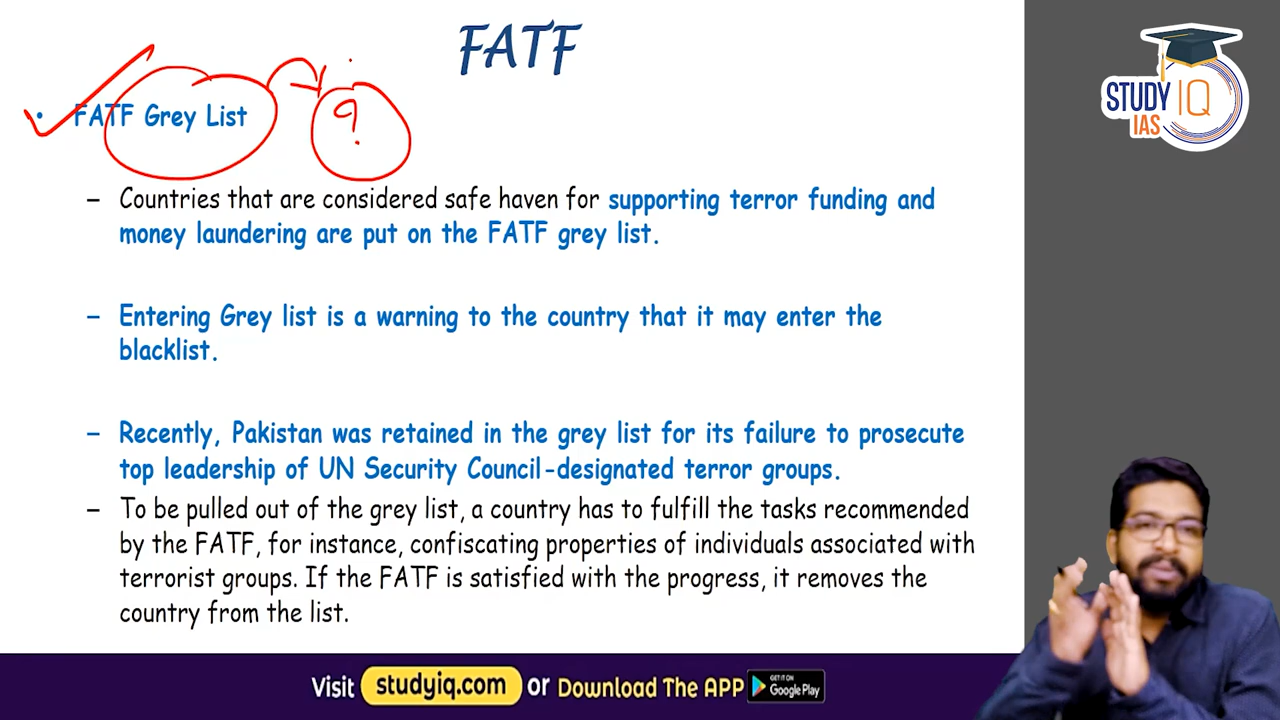 FATF
STUDY IQ
IAS
• FATF Grey List
?
– Countries that are considered safe haven for supporting terror funding and
money laundering are put on the FATF grey list.
– Entering Grey list is a warning to the country that it may enter the
blacklist.
– Recently, Pakistan was retained in the grey list for its failure to prosecute
top leadership of UN Security Council-designated terror groups.
– To be pulled out of the grey list, a country has to fulfill the tasks recommended
by the FATF, for instance, confiscating properties of individuals associated with
terrorist groups. If the FATF is satisfied with the progress, it removes the
country from the list.
Visit studyiq.com or Download The APP GET IT ON Google Play